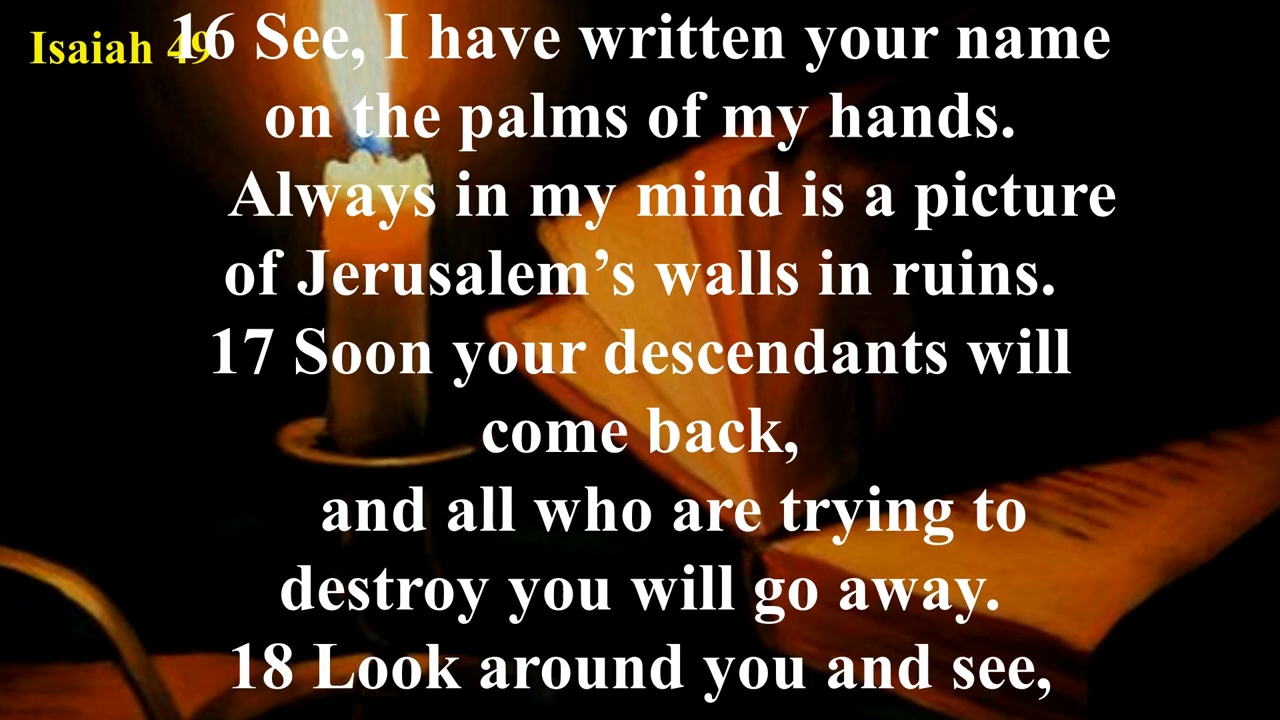 Isaiah 49
16 See, I have written your name
on the palms of my hands.
Always in my mind is a picture
of Jerusalem’s walls in ruins.
17 Soon your descendants will
come back,
and all who are trying to
destroy you will go away.
18 Look around you and see,